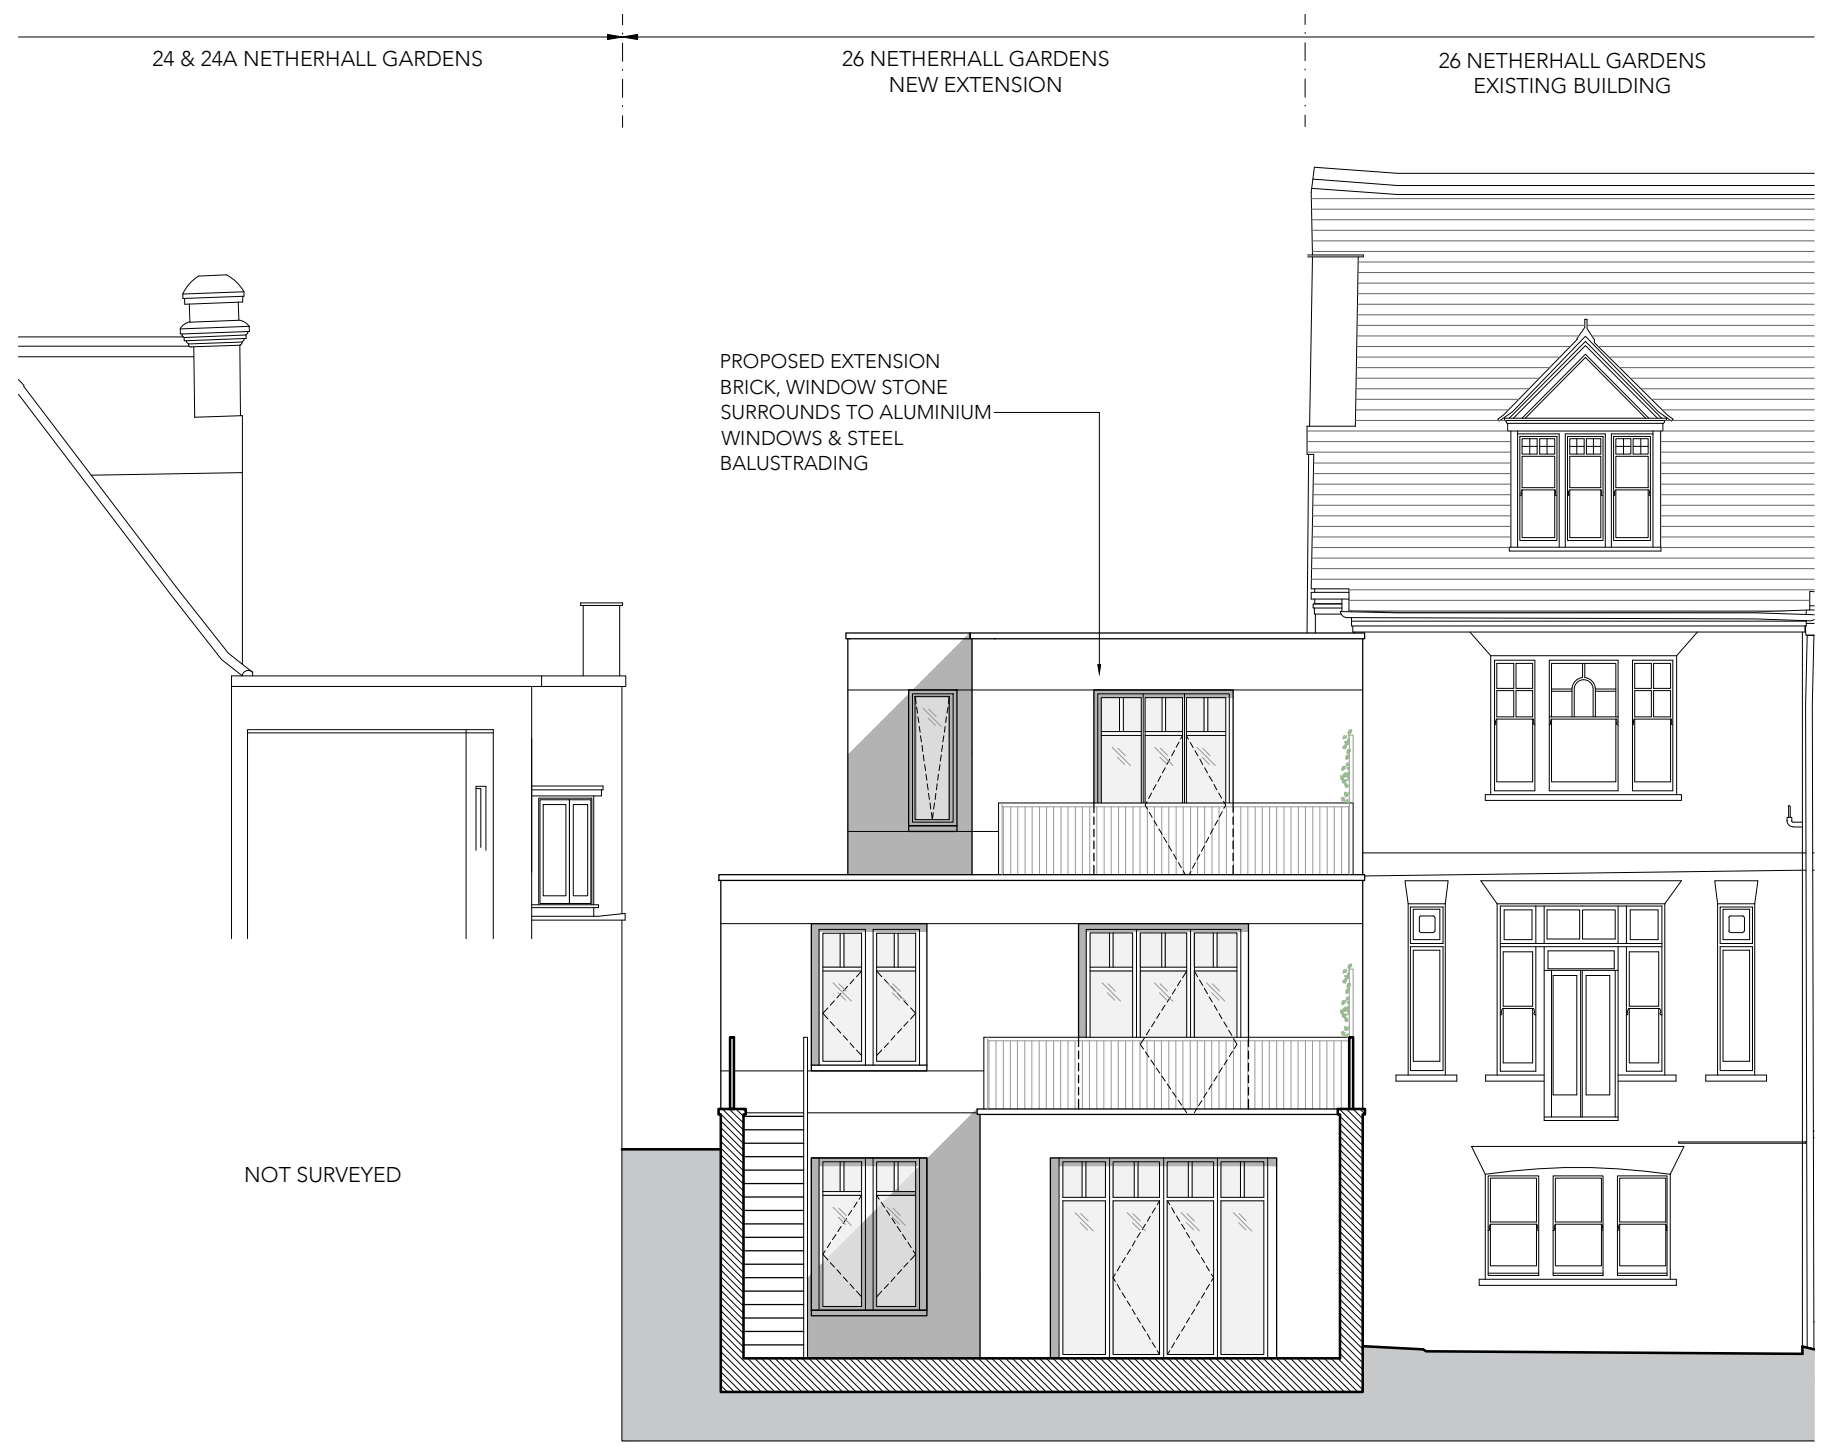 24 & 24A NETHERHALL GARDENS
26 NETHERHALL GARDENS
NEW EXTENSION
26 NETHERHALL GARDENS
EXISTING BUILDING
PROPOSED EXTENSION
BRICK, WINDOW STONE
SURROUNDS TO ALUMINIUM
WINDOWS & STEEL
BALUSTRADING
NOT SURVEYED